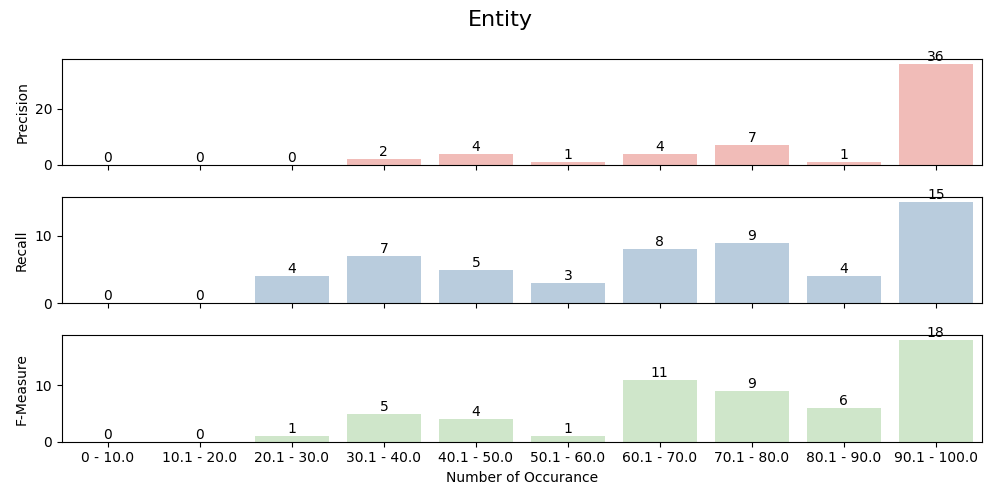 Entity
Precision
20
0
0 0 0 2 4 1 4 7 1 36
Recall
10
0
0 0 4 7 5 3 8 9 4 15
F-Measure
10
0
0 0 1 5 4 1 11 9 6 18
0 - 10.0 10.1 - 20.0 20.1 - 30.0 30.1 - 40.0 40.1 - 50.0 50.1 - 60.0 60.1 - 70.0 70.1 - 80.0 80.1 - 90.0 90.1 - 100.0
Number of Occurance